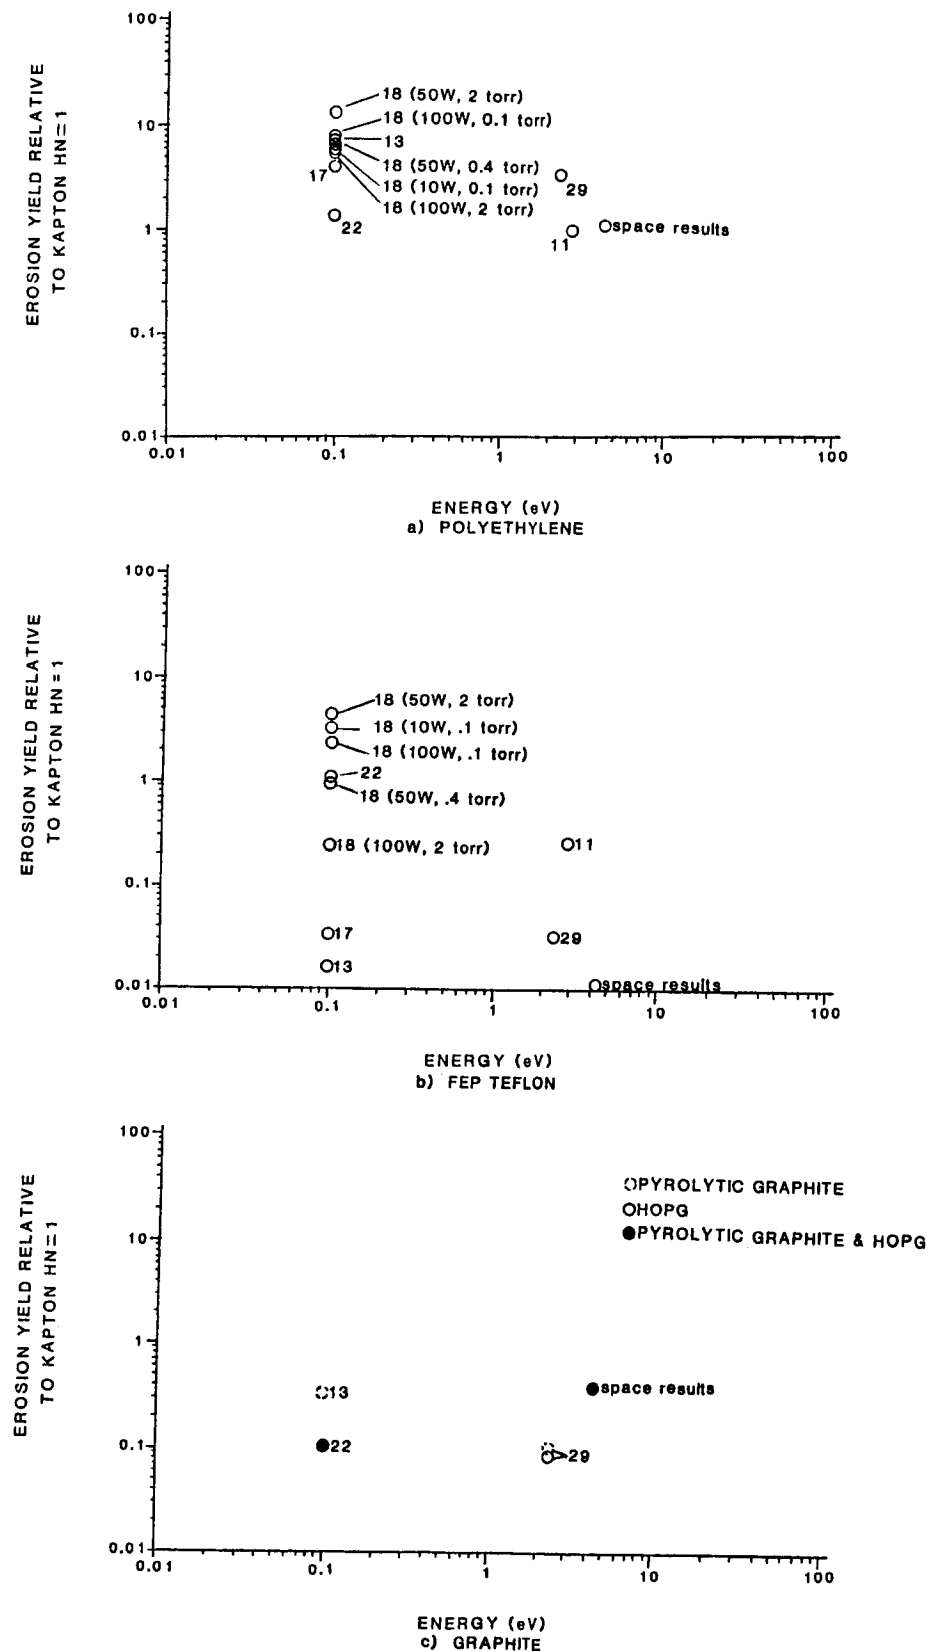 EROSION YIELD RELATIVE
TO KAPTON HN=1
100
10
1
0.1
0.01
18 (50W, 2 torr)
18 (100W, 0.1 torr)
13
18 (50W, 0.4 torr)
18 (10W, 0.1 torr)
18 (100W, 2 torr)
17
22
29
11
space results
0.01 0.1 1 10 100
ENERGY (eV)
a) POLYETHYLENE
EROSION YIELD RELATIVE
TO KAPTON HN=1
100
10
1
0.1
0.01
18 (50W, 2 torr)
18 (10W, .1 torr)
18 (100W, .1 torr)
22
18 (50W, .4 torr)
18 (100W, 2 torr)
11
17
29
13
space results
0.01 0.1 1 10 100
ENERGY (eV)
b) FEP TEFLON
EROSION YIELD RELATIVE
TO KAPTON HN=1
100
10
1
0.1
0.01
PYROLYTIC GRAPHITE
HOPG
PYROLYTIC GRAPHITE & HOPG
13
space results
22
29
0.01 0.1 1 10 100
ENERGY (eV)
c) GRAPHITE